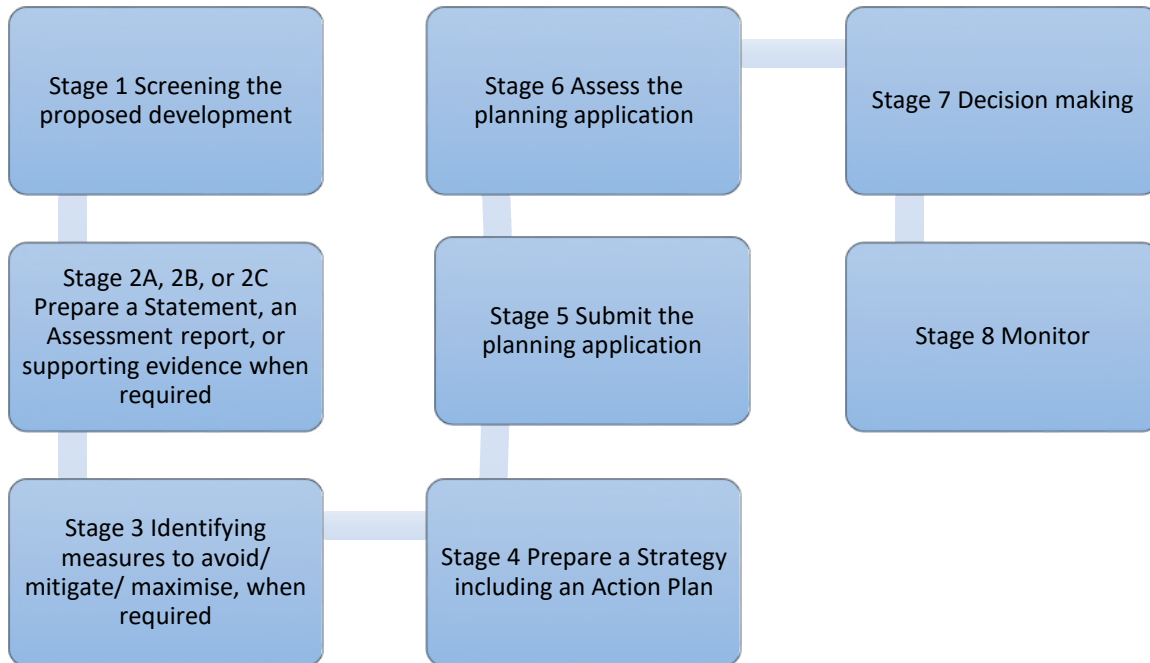 Stage 1 Screening the
proposed development
Stage 2A, 2B, or 2C
Prepare a Statement, an
Assessment report, or
supporting evidence when
required
Stage 3 Identifying
measures to avoid/
mitigate/ maximise, when
required
Stage 4 Prepare a Strategy
including an Action Plan
Stage 5 Submit the
planning application
Stage 6 Assess the
planning application
Stage 7 Decision making
Stage 8 Monitor